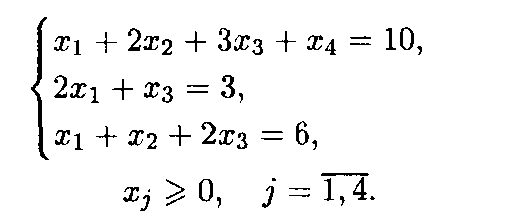 x₁ + 2x₂ + 3x₃ + x₄ = 10,
2x₁ + x₃ = 3,
x₁ + x₂ + 2x₃ = 6,
xⱼ ⩾ 0, j = 1, 4.